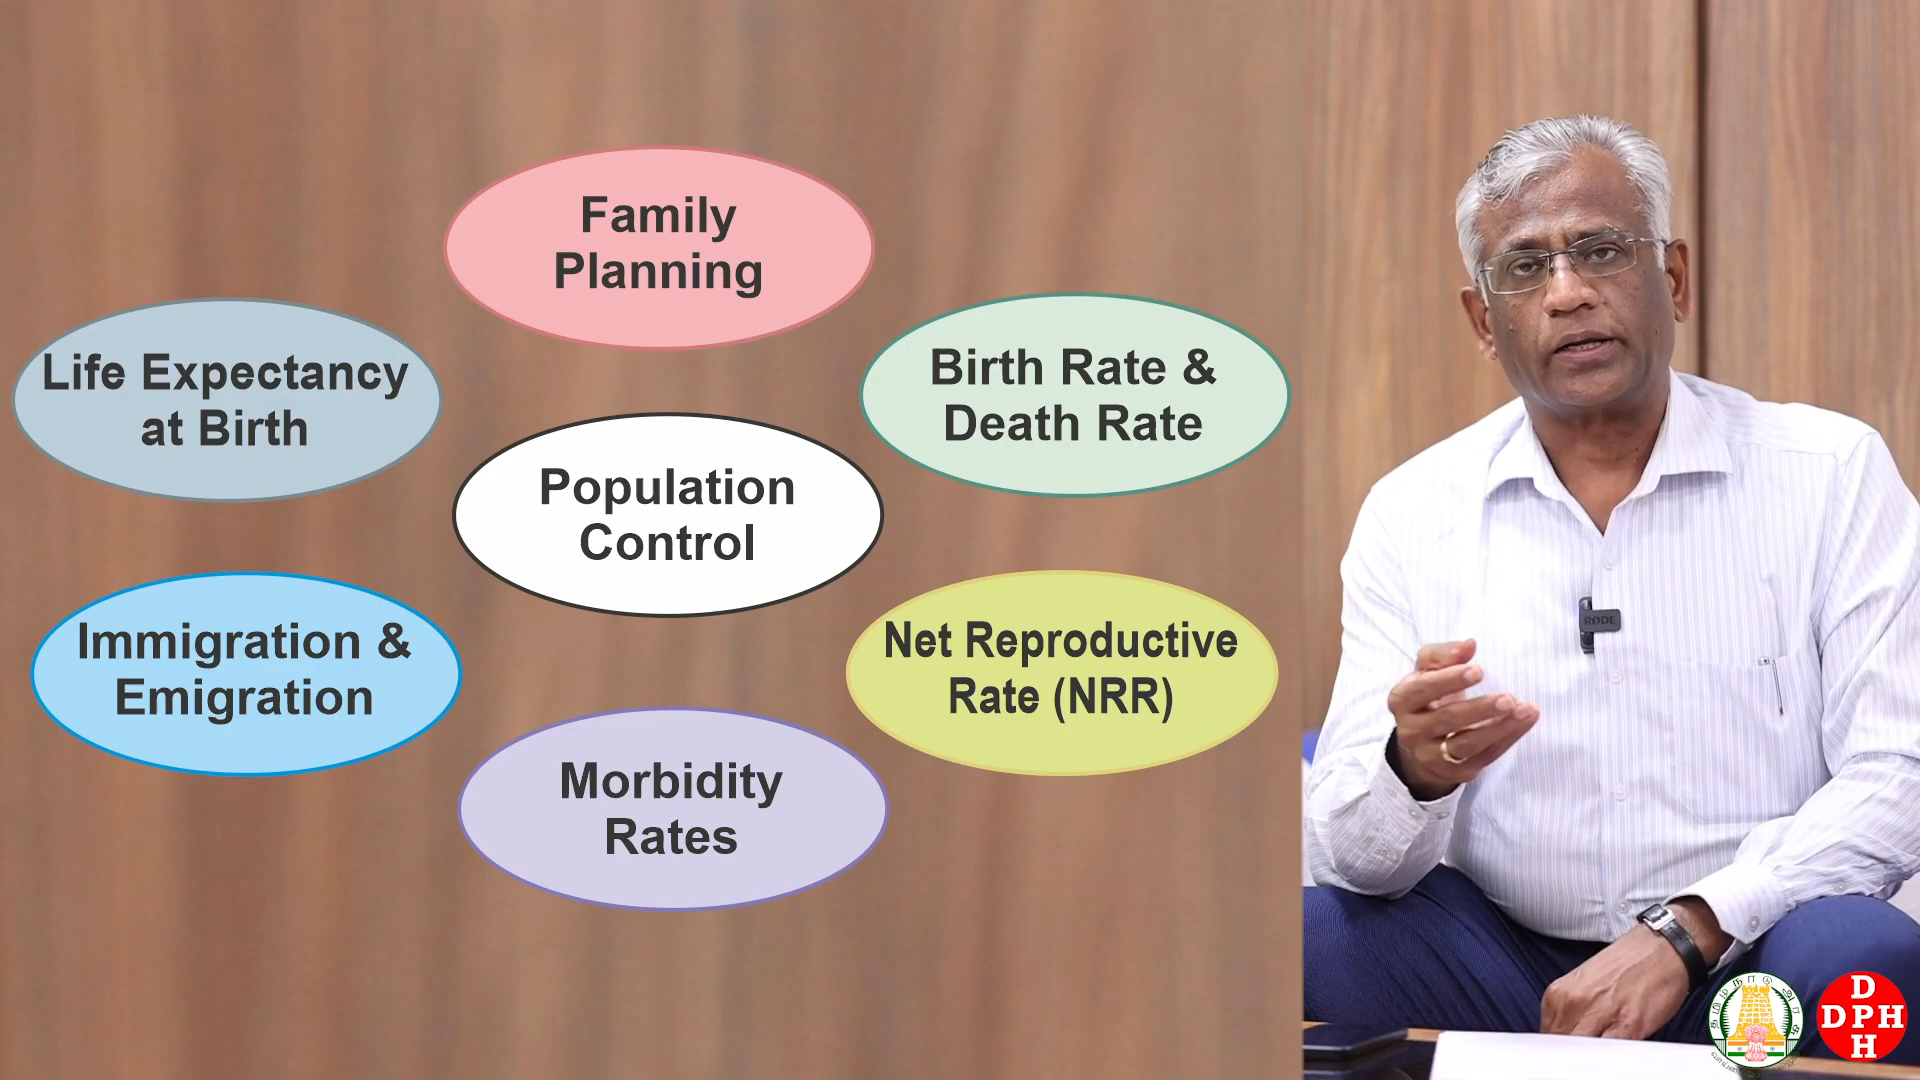 Family
Planning
Life Expectancy
at Birth
Birth Rate &
Death Rate
Population
Control
Immigration &
Emigration
Net Reproductive
Rate (NRR)
Morbidity
Rates
RØDE
D
DPH
H